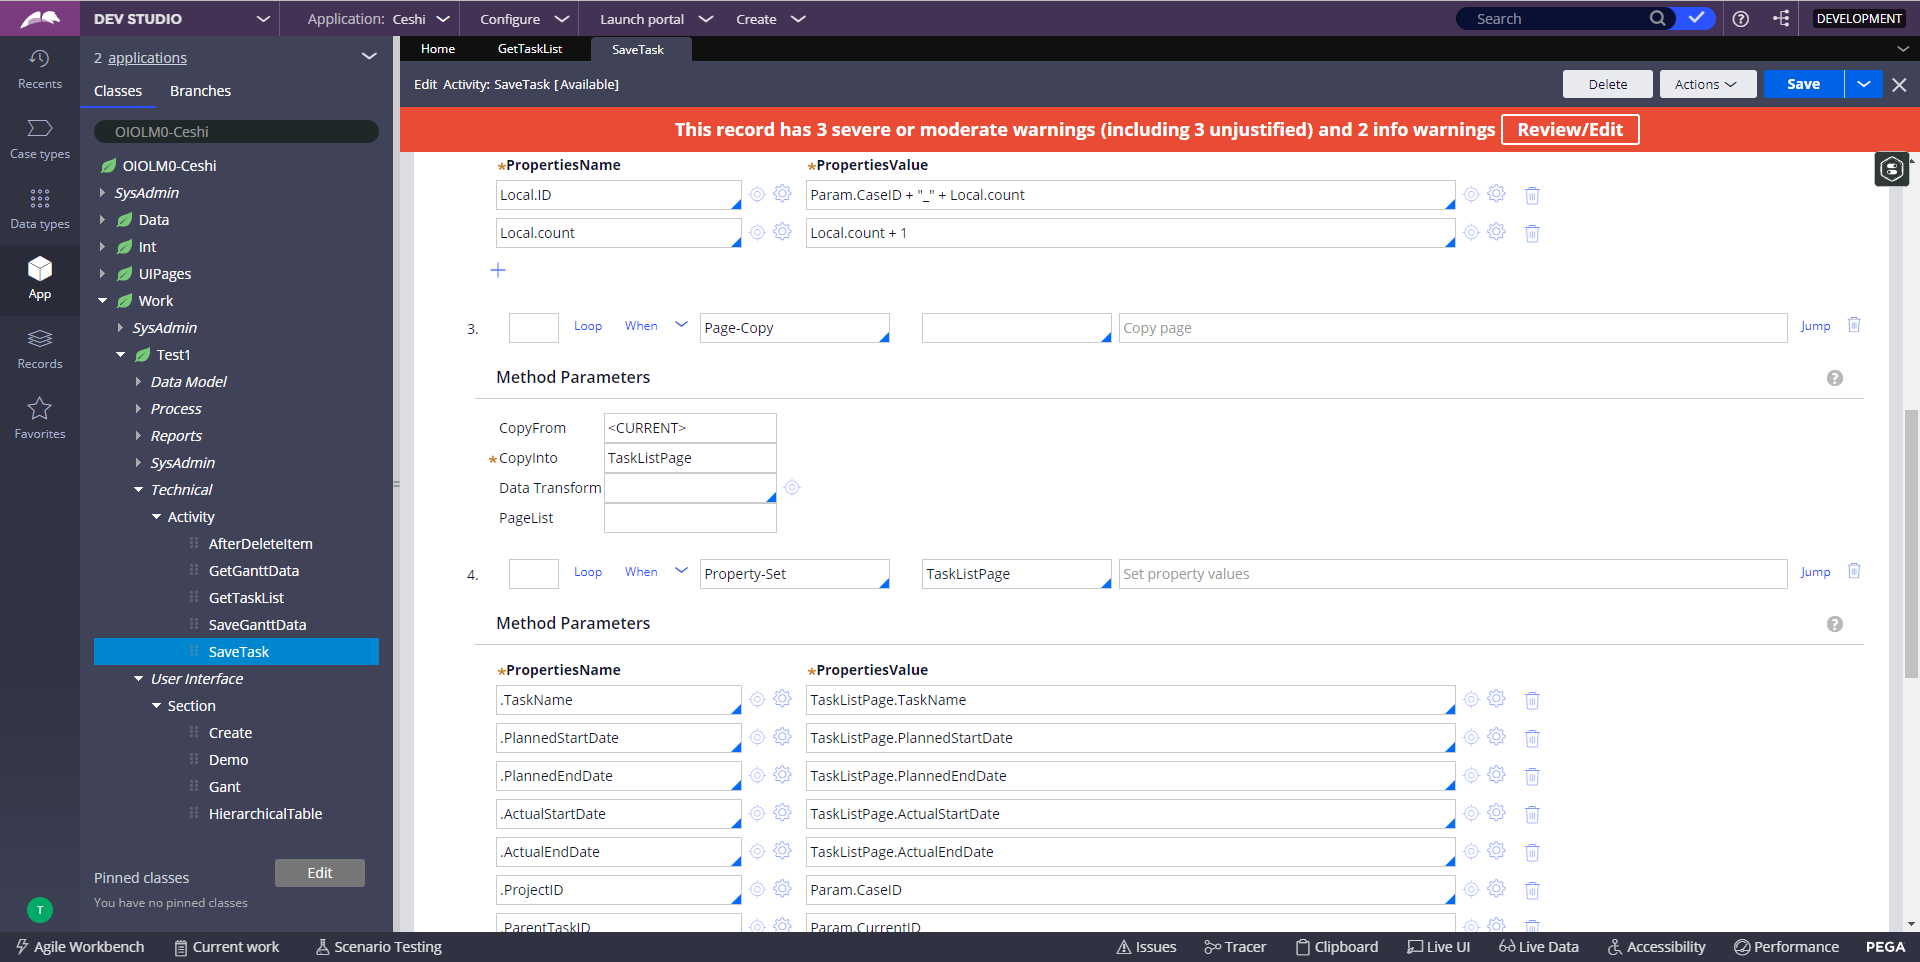 DEV STUDIO
Application: Ceshi
Configure
Launch portal
Create
Search
DEVELOPMENT
Recents
Case types
Data types
App
Records
Favorites
T
2 applications
Classes
Branches
OIOLM0-Ceshi
OIOLM0-Ceshi
SysAdmin
Data
Int
UIPages
Work
SysAdmin
Test1
Data Model
Process
Reports
SysAdmin
Technical
Activity
AfterDeleteItem
GetGanttData
GetTaskList
SaveGanttData
SaveTask
User Interface
Section
Create
Demo
Gant
HierarchicalTable
Pinned classes
Edit
You have no pinned classes
Home
GetTaskList
SaveTask
Edit Activity: SaveTask [Available]
Delete
Actions
Save
This record has 3 severe or moderate warnings (including 3 unjustified) and 2 info warnings
Review/Edit
*PropertiesName
*PropertiesValue
Local.ID
Param.CaseID + "_" + Local.count
Local.count
Local.count + 1
3.
Loop
When
Page-Copy
Copy page
Jump
Method Parameters
?
CopyFrom
<CURRENT>
*CopyInto
TaskListPage
Data Transform
PageList
4.
Loop
When
Property-Set
TaskListPage
Set property values
Jump
Method Parameters
?
*PropertiesName
*PropertiesValue
.TaskName
TaskListPage.TaskName
.PlannedStartDate
TaskListPage.PlannedStartDate
.PlannedEndDate
TaskListPage.PlannedEndDate
.ActualStartDate
TaskListPage.ActualStartDate
.ActualEndDate
TaskListPage.ActualEndDate
.ProjectID
Param.CaseID
.ParentTaskID
Param.CurrentID
Agile Workbench
Current work
Scenario Testing
Issues
Tracer
Clipboard
Live UI
Live Data
Accessibility
Performance
PEGA